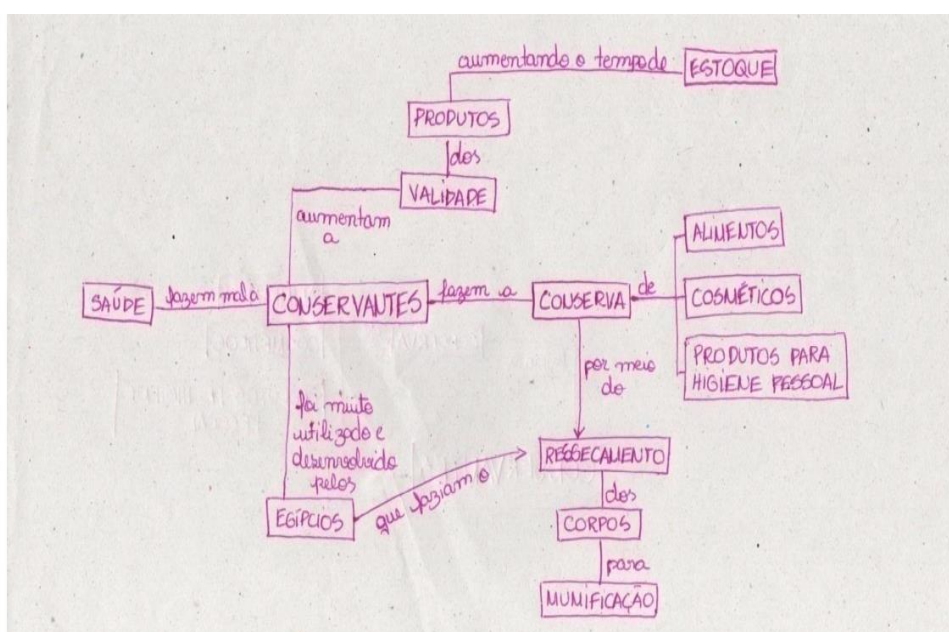 aumentando o tempo de ESTOQUE
PRODUTOS
dos
VALIDADE
aumentam
a
ALIMENTOS
SAÚDE fazem mal à CONSERVANTES fazem a CONSERVA de COSMÉTICOS
PRODUTOS PARA
HIGIENE PESSOAL
por meio
do
foi muito
utilizado e
desenvolvido
pelos
RESSECAMENTO
EGÍPCIOS que faziam o
dos
CORPOS
para
MUMIFICAÇÃO